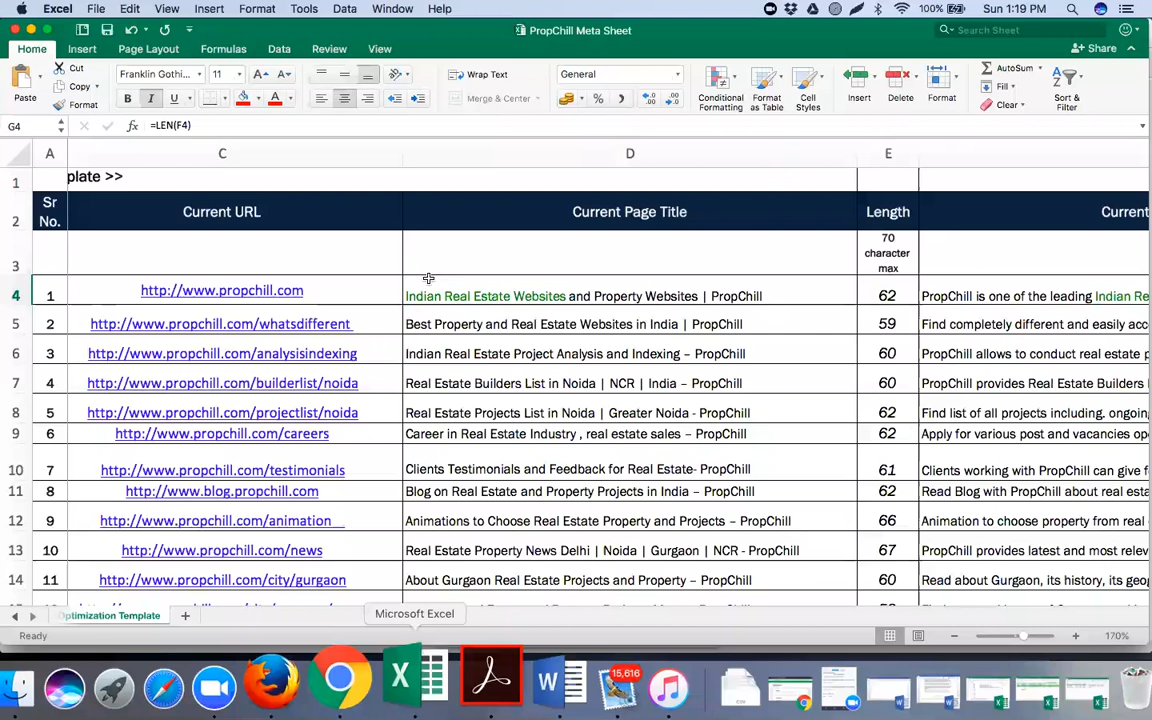 Excel File Edit View Insert Format Tools Data Window Help 100% Sun 1:19 PM
PropChill Meta Sheet Search Sheet
Home Insert Page Layout Formulas Data Review View Share
Paste Cut Copy Format Franklin Gothi... 11 A A Wrap Text General Conditional Formatting Format as Table Cell Styles Insert Delete Format AutoSum Fill Clear Sort & Filter
B I U A abc Merge & Center % .0 .00 .00 .0
G4 fx =LEN(F4)
A C D E
1 plate >>
2 Sr No. Current URL Current Page Title Length Current
3 70 character max
4 1 http://www.propchill.com Indian Real Estate Websites and Property Websites | PropChill 62 PropChill is one of the leading Indian Re
5 2 http://www.propchill.com/whatsdifferent Best Property and Real Estate Websites in India | PropChill 59 Find completely different and easily acc
6 3 http://www.propchill.com/analysisindexing Indian Real Estate Project Analysis and Indexing – PropChill 60 PropChill allows to conduct real estate p
7 4 http://www.propchill.com/builderlist/noida Real Estate Builders List in Noida | NCR | India – PropChill 60 PropChill provides Real Estate Builders
8 5 http://www.propchill.com/projectlist/noida Real Estate Projects List in Noida | Greater Noida - PropChill 62 Find list of all projects including. ongoing
9 6 http://www.propchill.com/careers Career in Real Estate Industry , real estate sales – PropChill 62 Apply for various post and vacancies op
10 7 http://www.propchill.com/testimonials Clients Testimonials and Feedback for Real Estate- PropChill 61 Clients working with PropChill can give f
11 8 http://www.blog.propchill.com Blog on Real Estate and Property Projects in India – PropChill 62 Read Blog with PropChill about real esta
12 9 http://www.propchill.com/animation Animations to Choose Real Estate Property and Projects – PropChill 66 Animation to choose property from real
13 10 http://www.propchill.com/news Real Estate Property News Delhi | Noida | Gurgaon | NCR - PropChill 67 PropChill provides latest and most relev
14 11 http://www.propchill.com/city/gurgaon About Gurgaon Real Estate Projects and Property – PropChill 60 Read about Gurgaon, its history, its geog
Optimization Template + Microsoft Excel
Ready 170%
15,616